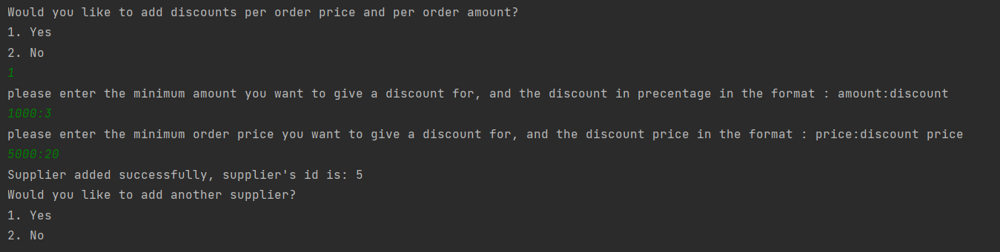 Would you like to add discounts per order price and per order amount?
1. Yes
2. No
1
please enter the minimum amount you want to give a discount for, and the discount in precentage in the format : amount:discount
1000:3
please enter the minimum order price you want to give a discount for, and the discount price in the format : price:discount price
5000:20
Supplier added successfully, supplier's id is: 5
Would you like to add another supplier?
1. Yes
2. No